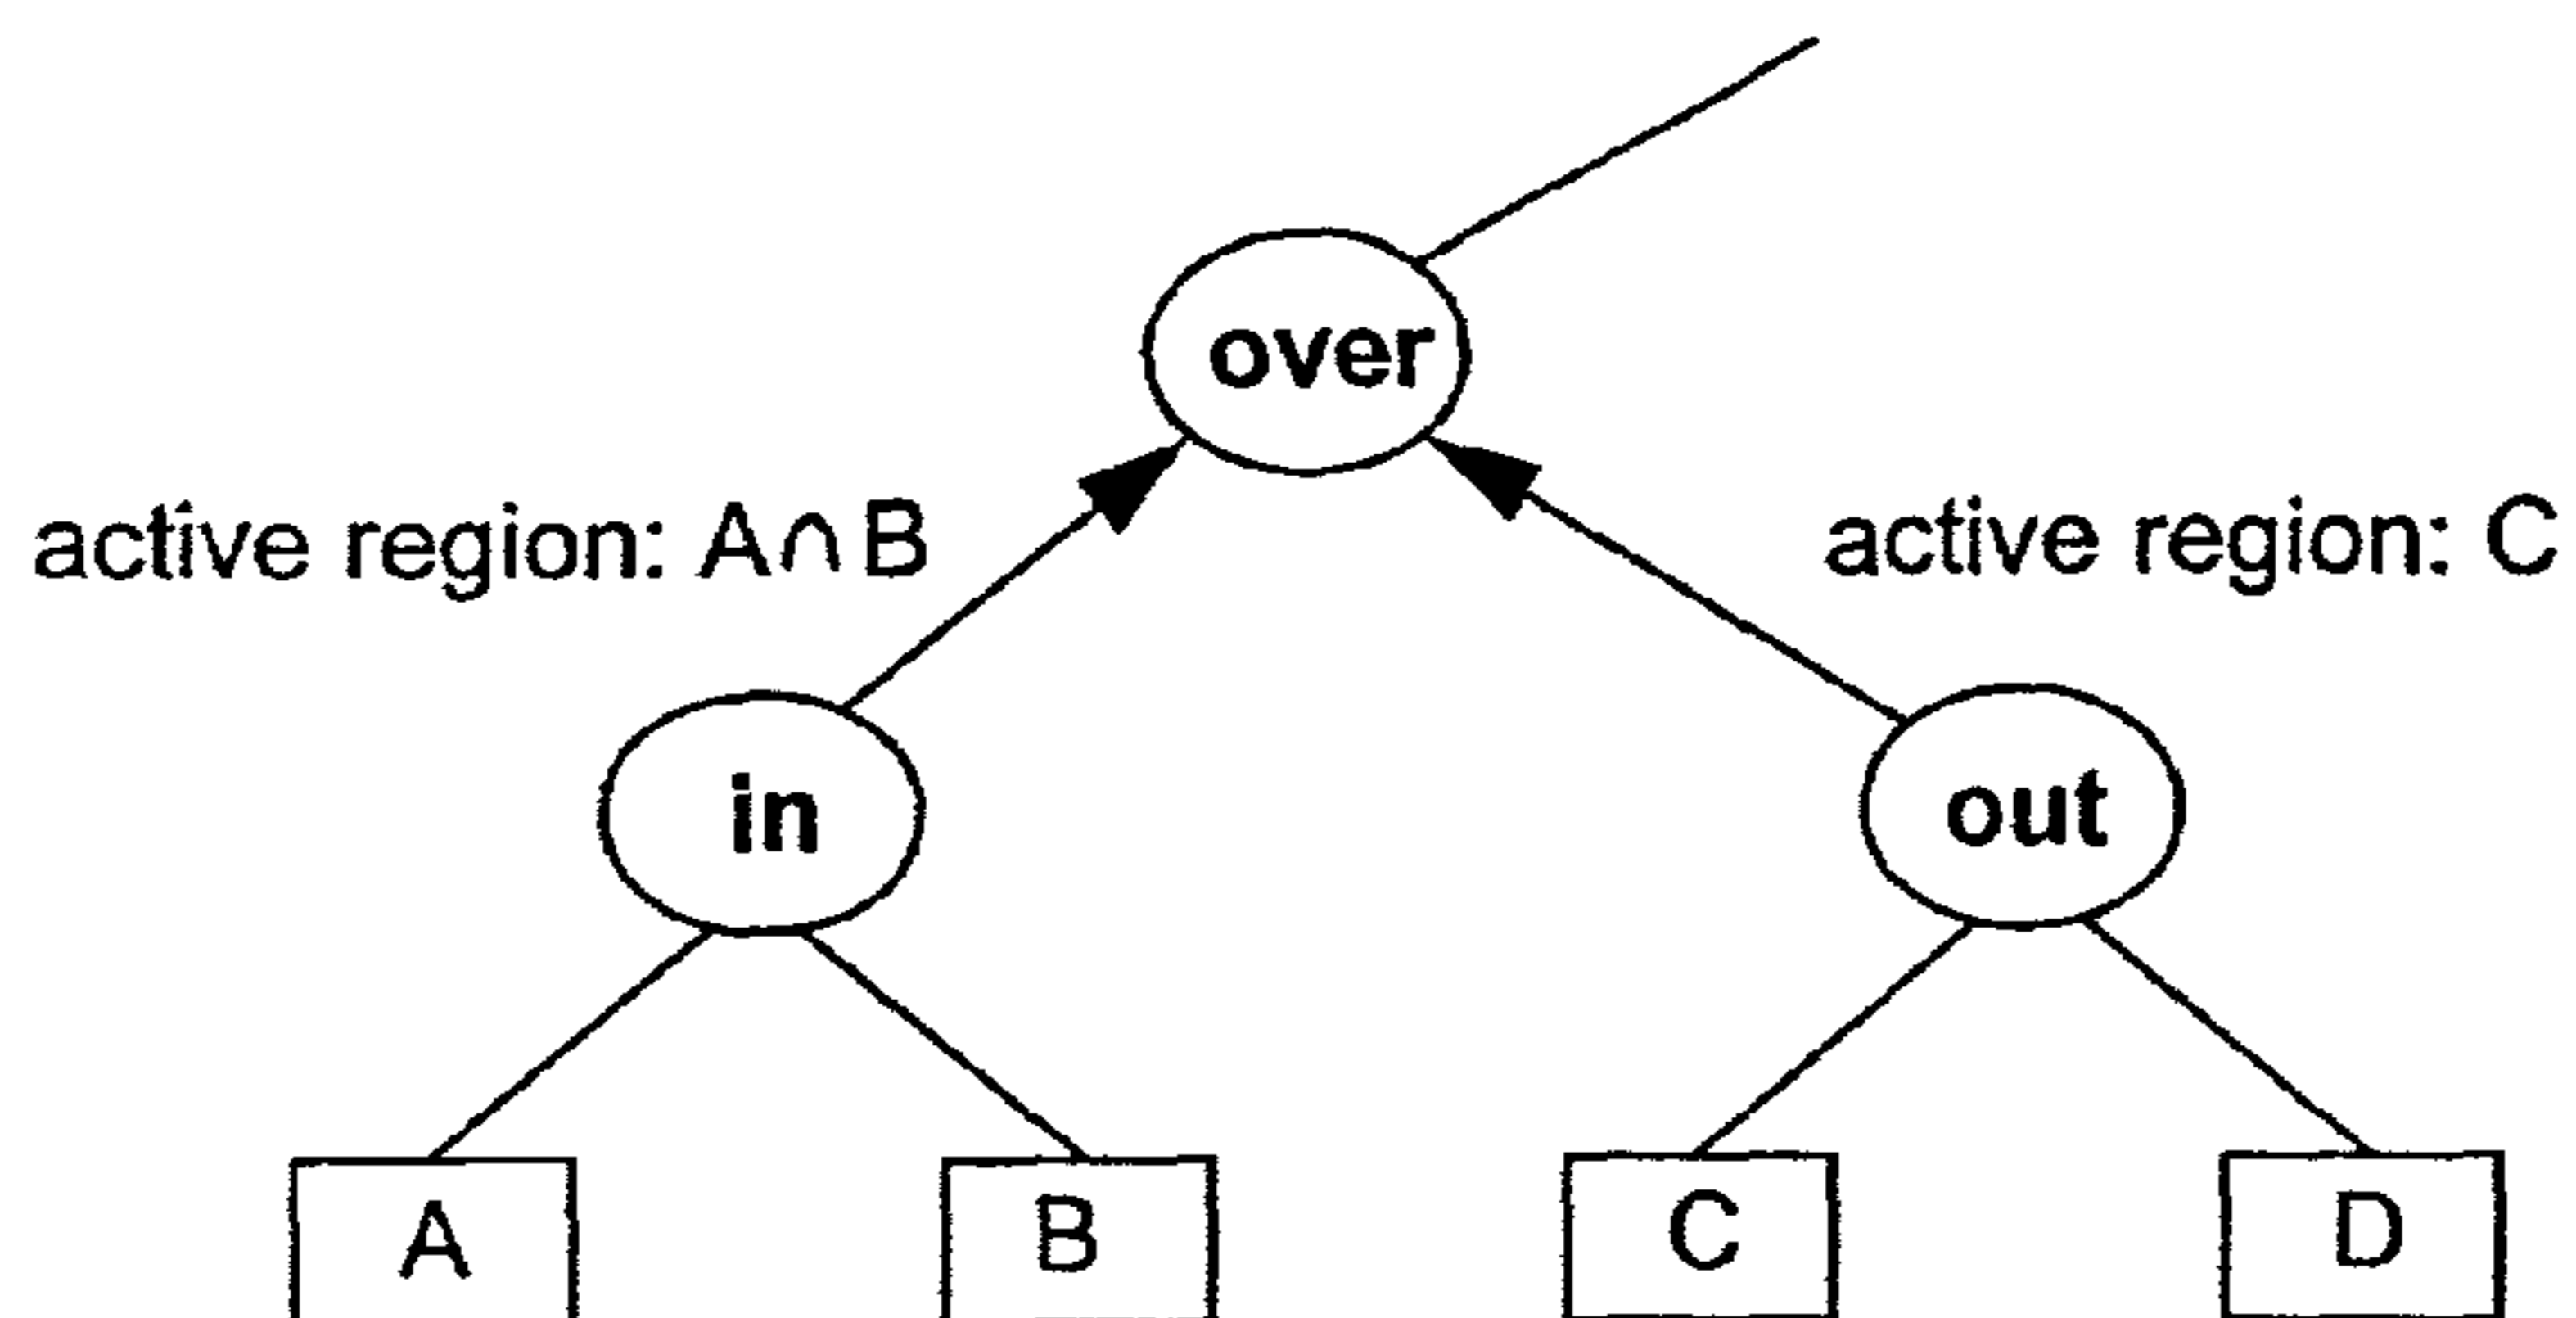 over
active region: A∩B
active region: C
in
out
A
B
C
D